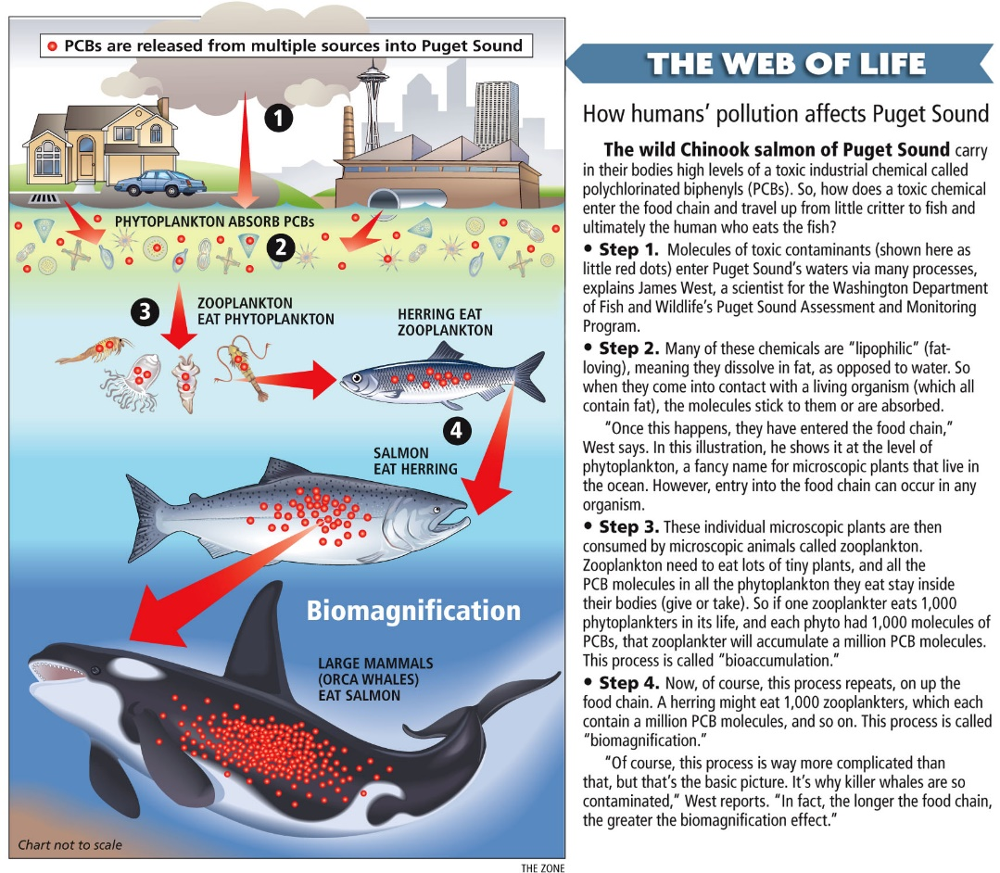 PCBs are released from multiple sources into Puget Sound
1
PHYTOPLANKTON ABSORB PCBs
2
3
ZOOPLANKTON
EAT PHYTOPLANKTON
HERRING EAT
ZOOPLANKTON
4
SALMON
EAT HERRING
Biomagnification
LARGE MAMMALS
(ORCA WHALES)
EAT SALMON
Chart not to scale
THE ZONE
THE WEB OF LIFE
How humans’ pollution affects Puget Sound
The wild Chinook salmon of Puget Sound carry
in their bodies high levels of a toxic industrial chemical called
polychlorinated biphenyls (PCBs). So, how does a toxic chemical
enter the food chain and travel up from little critter to fish and
ultimately the human who eats the fish?
• Step 1. Molecules of toxic contaminants (shown here as
little red dots) enter Puget Sound’s waters via many processes,
explains James West, a scientist for the Washington Department
of Fish and Wildlife’s Puget Sound Assessment and Monitoring
Program.
• Step 2. Many of these chemicals are “lipophilic” (fat-
loving), meaning they dissolve in fat, as opposed to water. So
when they come into contact with a living organism (which all
contain fat), the molecules stick to them or are absorbed.
“Once this happens, they have entered the food chain,”
West says. In this illustration, he shows it at the level of
phytoplankton, a fancy name for microscopic plants that live in
the ocean. However, entry into the food chain can occur in any
organism.
• Step 3. These individual microscopic plants are then
consumed by microscopic animals called zooplankton.
Zooplankton need to eat lots of tiny plants, and all the
PCB molecules in all the phytoplankton they eat stay inside
their bodies (give or take). So if one zooplankter eats 1,000
phytoplankters in its life, and each phyto had 1,000 molecules of
PCBs, that zooplankter will accumulate a million PCB molecules.
This process is called “bioaccumulation.”
• Step 4. Now, of course, this process repeats, on up the
food chain. A herring might eat 1,000 zooplankters, which each
contain a million PCB molecules, and so on. This process is called
“biomagnification.”
“Of course, this process is way more complicated than
that, but that’s the basic picture. It’s why killer whales are so
contaminated,” West reports. “In fact, the longer the food chain,
the greater the biomagnification effect.”